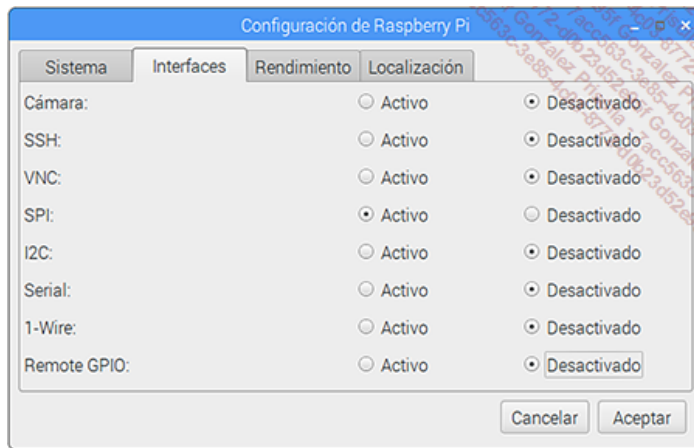 Configuración de Raspberry Pi
Sistema Interfaces Rendimiento Localización
Cámara: Activo Desactivado
SSH: Activo Desactivado
VNC: Activo Desactivado
SPI: Activo Desactivado
I2C: Activo Desactivado
Serial: Activo Desactivado
1-Wire: Activo Desactivado
Remote GPIO: Activo Desactivado
Cancelar Aceptar